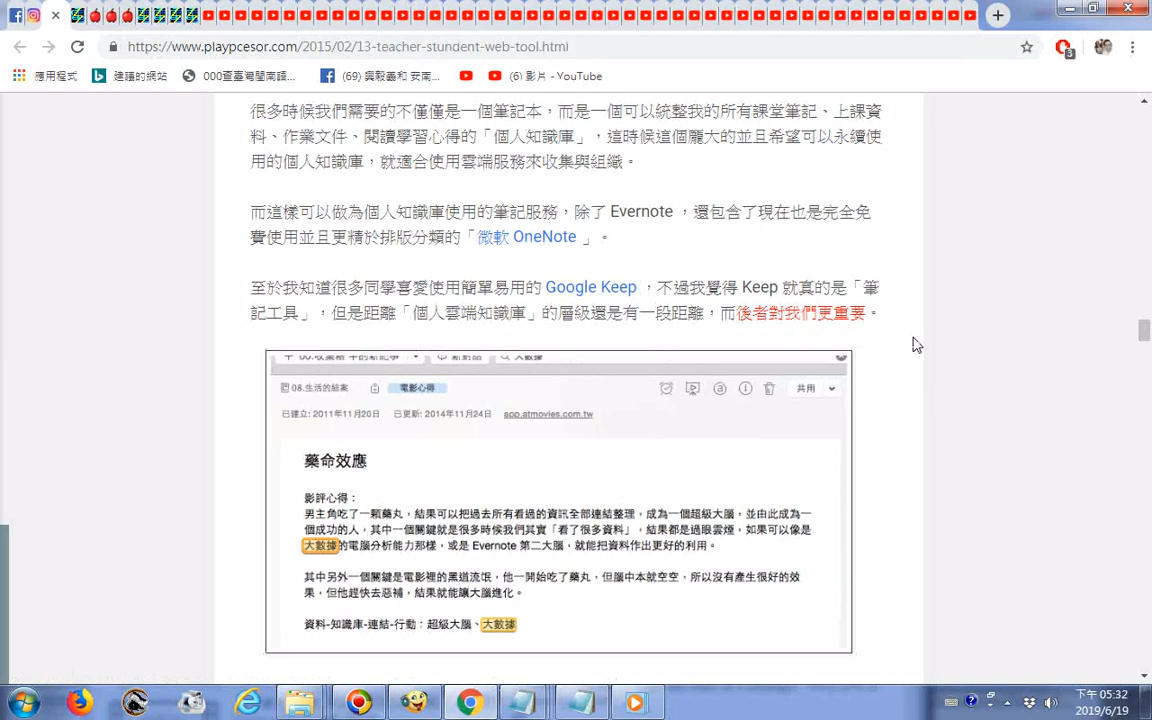 https://www.playpcesor.com/2015/02/13-teacher-stundent-web-tool.html
3
應用程式
建議的網站
000查臺灣閩南語...
(69) 興毅義和 安南...
(6) 影片 - YouTube
很多時候我們需要的不僅僅是一個筆記本，而是一個可以統整我的所有課堂筆記、上課資
料、作業文件、閱讀學習心得的「個人知識庫」，這時候這個龐大的並且希望可以永續使
用的個人知識庫，就適合使用雲端服務來收集與組織。
而這樣可以做為個人知識庫使用的筆記服務，除了 Evernote ，還包含了現在也是完全免
費使用並且更精於排版分類的「微軟 OneNote 」。
至於我知道很多同學喜愛使用簡單易用的 Google Keep ，不過我覺得 Keep 就真的是「筆
記工具」，但是距離「個人雲端知識庫」的層級還是有一段距離，而後者對我們更重要。
大數據
08.生活的結案
電影心得
共用
已建立: 2011年11月20日
已更新: 2014年11月24日
app.atmovies.com.tw
藥命效應
影評心得：
男主角吃了一顆藥丸，結果可以把過去所有看過的資訊全部連結整理，成為一個超級大腦，並由此成為一
個成功的人，其中一個關鍵就是很多時候我們其實「看了很多資料」，結果都是過眼雲煙，如果可以像是
大數據的電腦分析能力那樣，或是 Evernote 第二大腦，就能把資料作出更好的利用。
其中另外一個關鍵是電影裡的黑道流氓，他一開始吃了藥丸，但腦中本就空空，所以沒有產生很好的效
果，但他趕快去惡補，結果就能讓大腦進化。
資料-知識庫-連結-行動：超級大腦、大數據
下午 05:32
2019/6/19